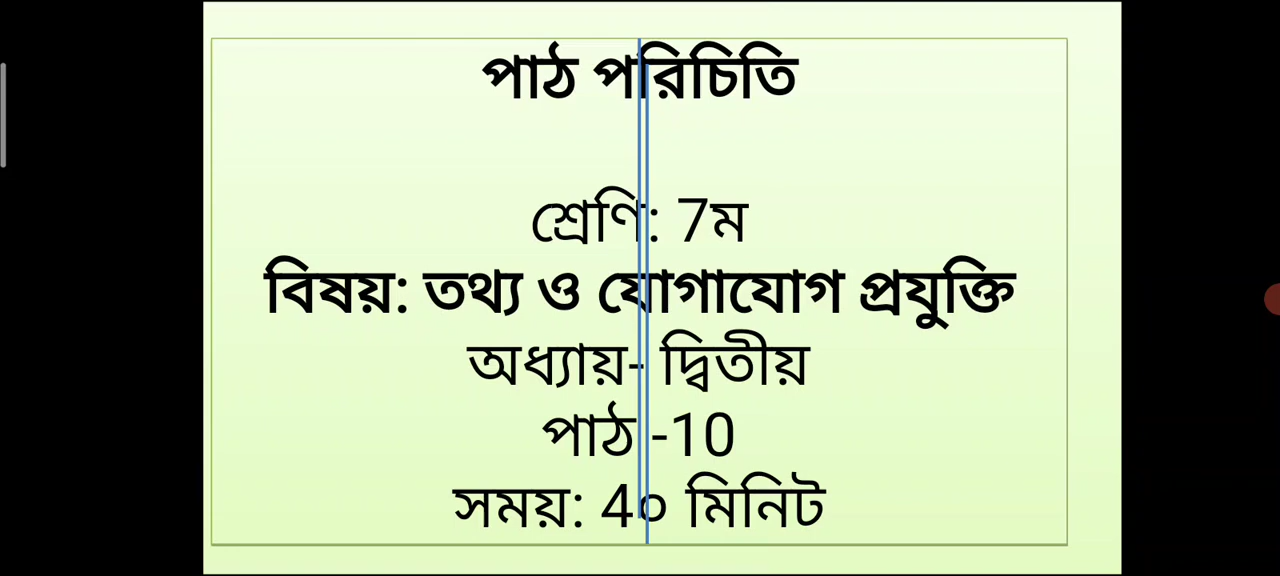 পাঠ পরিচিতি
শ্রেণি: 7ম
বিষয়: তথ্য ও যোগাযোগ প্রযুক্তি
অধ্যায়- দ্বিতীয়
পাঠ -10
সময়: 4০ মিনিট